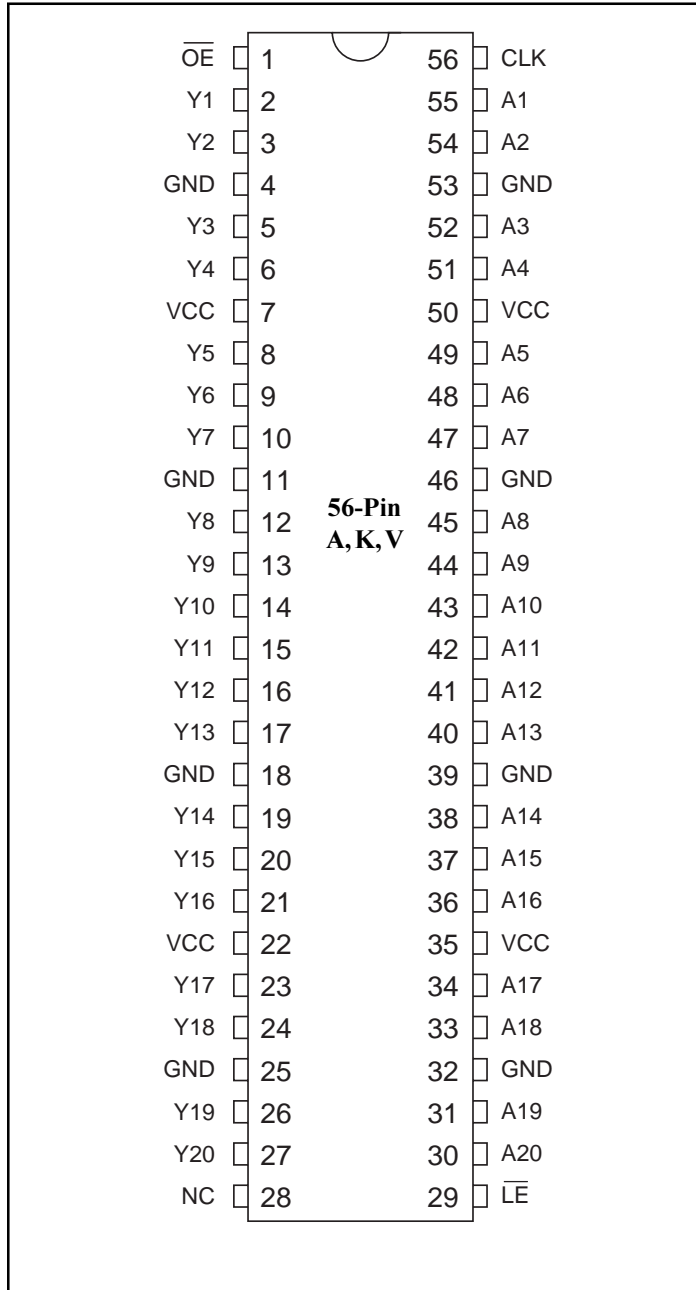 OE 1 56 CLK
Y1 2 55 A1
Y2 3 54 A2
GND 4 53 GND
Y3 5 52 A3
Y4 6 51 A4
VCC 7 50 VCC
Y5 8 49 A5
Y6 9 48 A6
Y7 10 47 A7
GND 11 46 GND
56-Pin
Y8 12 45 A8
A, K, V
Y9 13 44 A9
Y10 14 43 A10
Y11 15 42 A11
Y12 16 41 A12
Y13 17 40 A13
GND 18 39 GND
Y14 19 38 A14
Y15 20 37 A15
Y16 21 36 A16
VCC 22 35 VCC
Y17 23 34 A17
Y18 24 33 A18
GND 25 32 GND
Y19 26 31 A19
Y20 27 30 A20
NC 28 29 LE